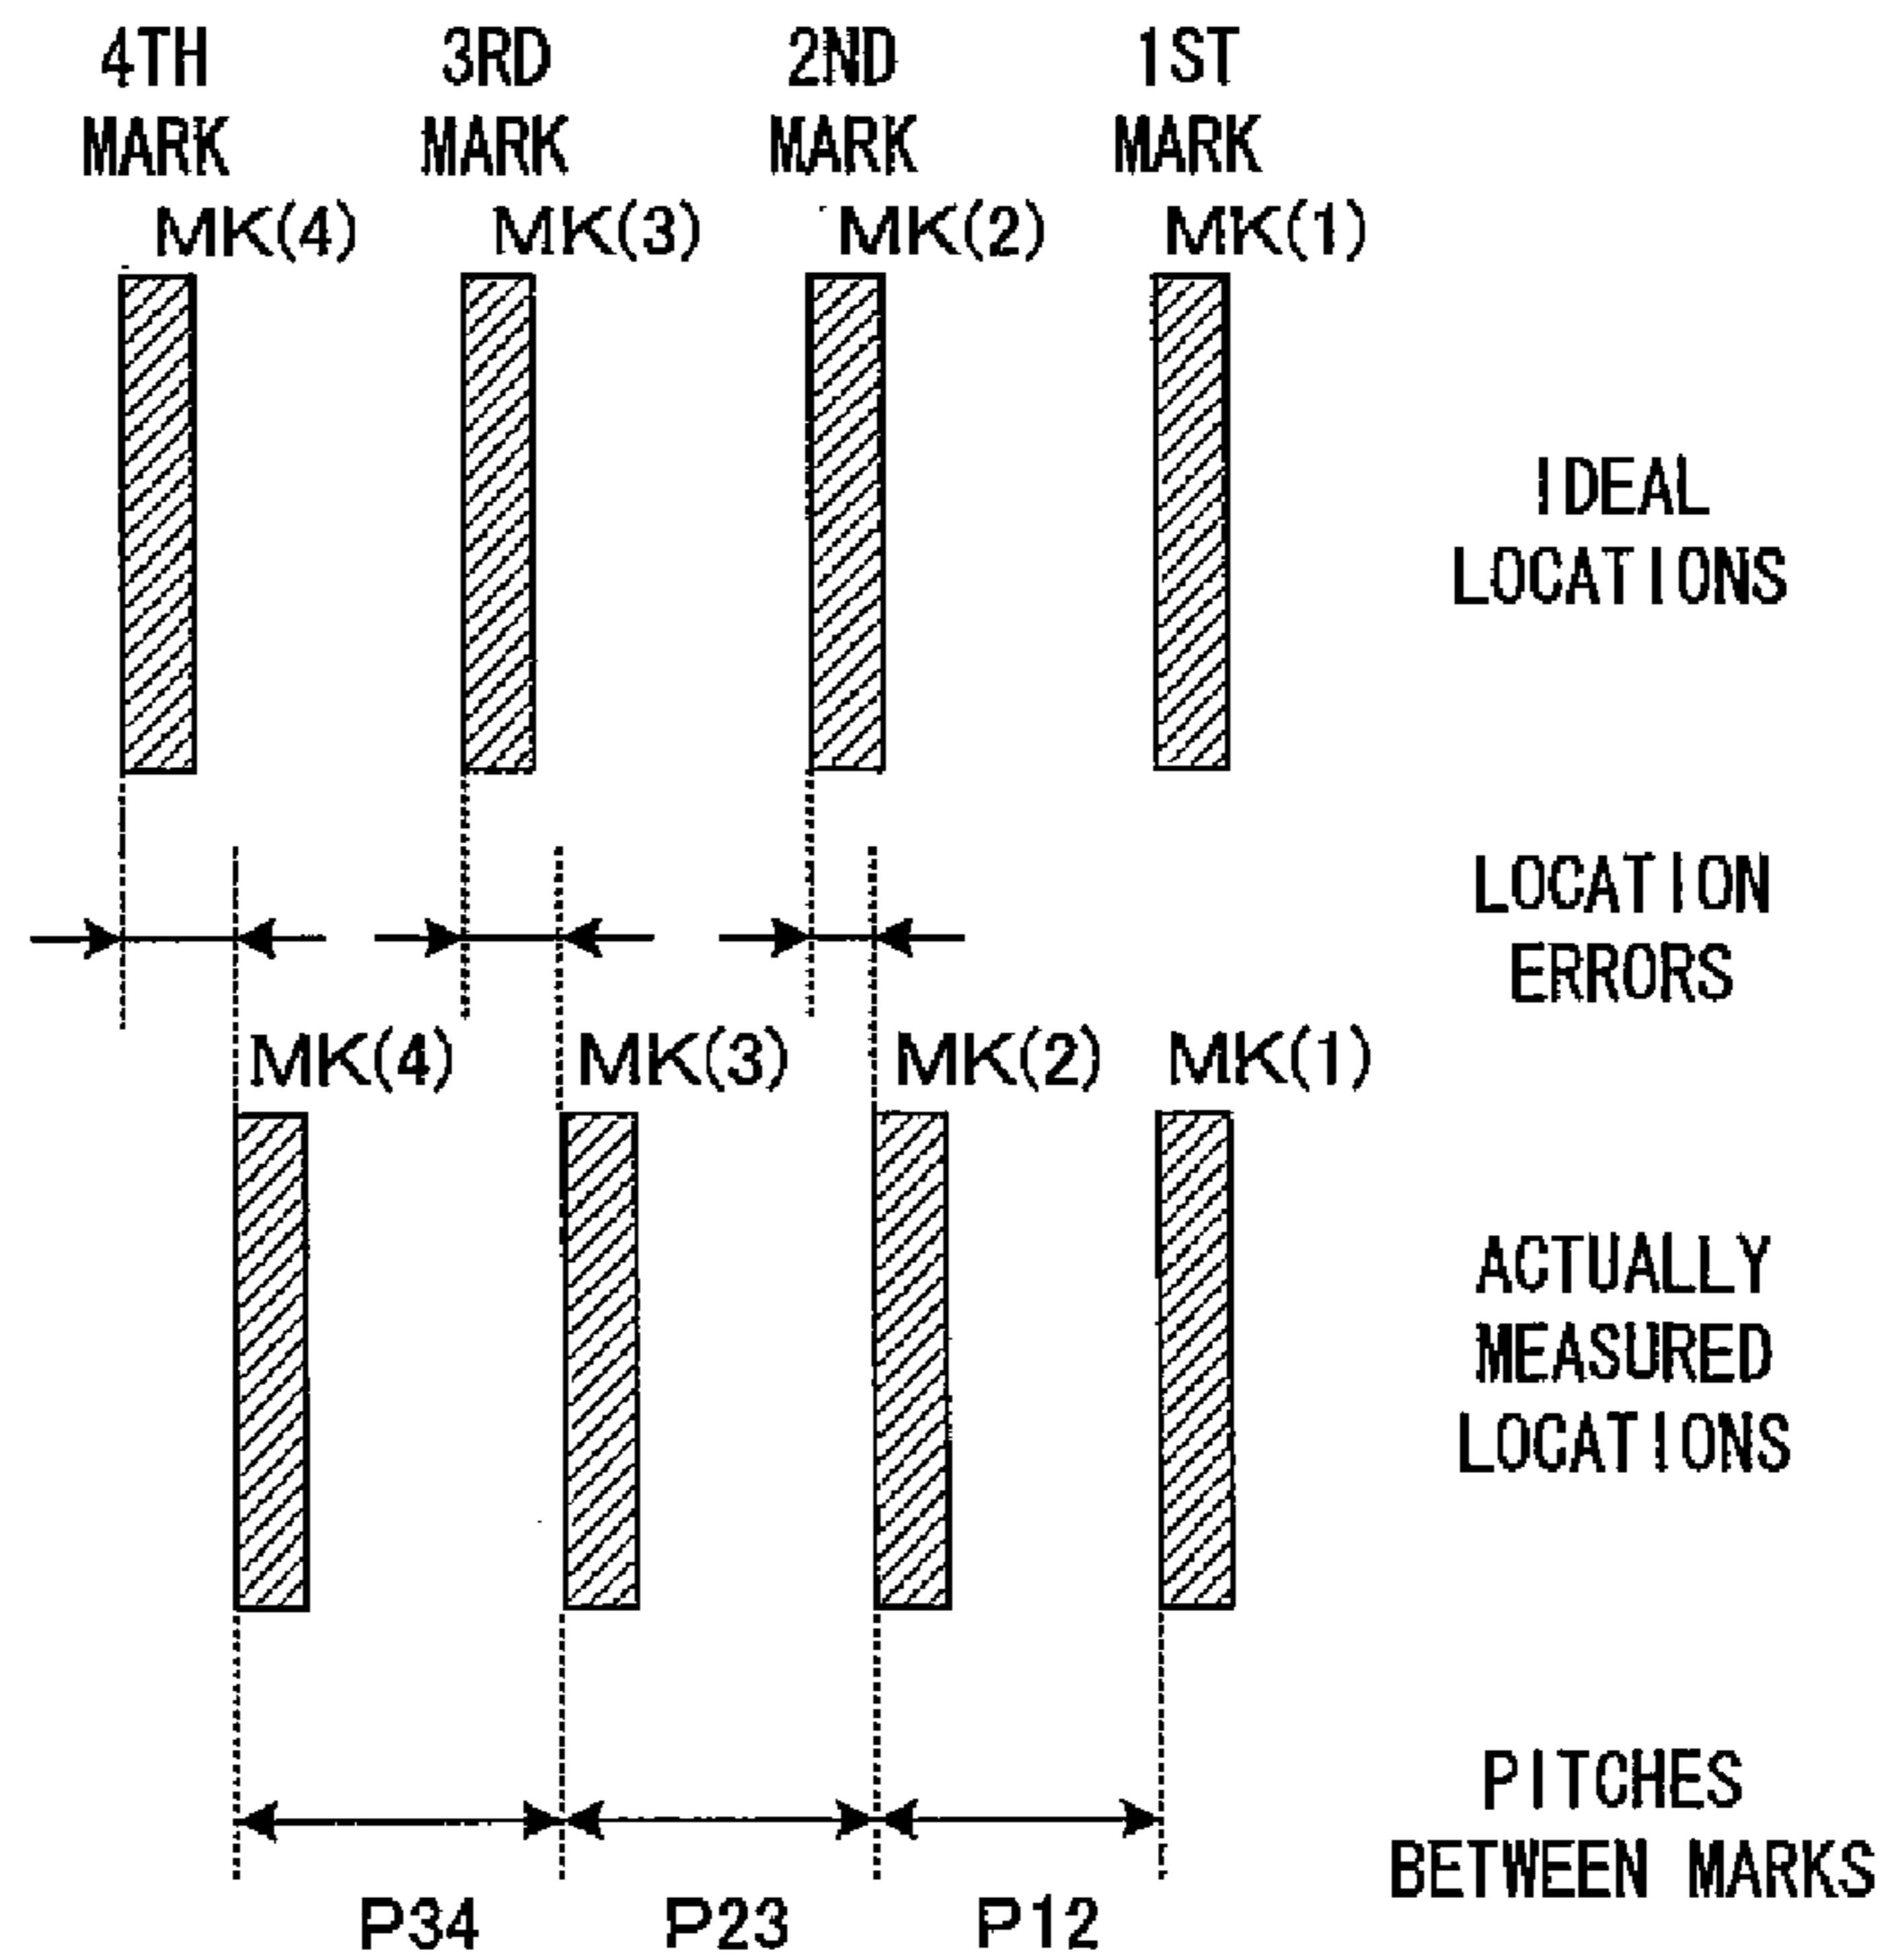 4TH MARK
3RD MARK
2ND MARK
1ST MARK
MK(4)
MK(3)
MK(2)
MK(1)
IDEAL
LOCATIONS
LOCATION
ERRORS
MK(4)
MK(3)
MK(2)
MK(1)
ACTUALLY
MEASURED
LOCATIONS
PITCHES
BETWEEN MARKS
P34
P23
P12